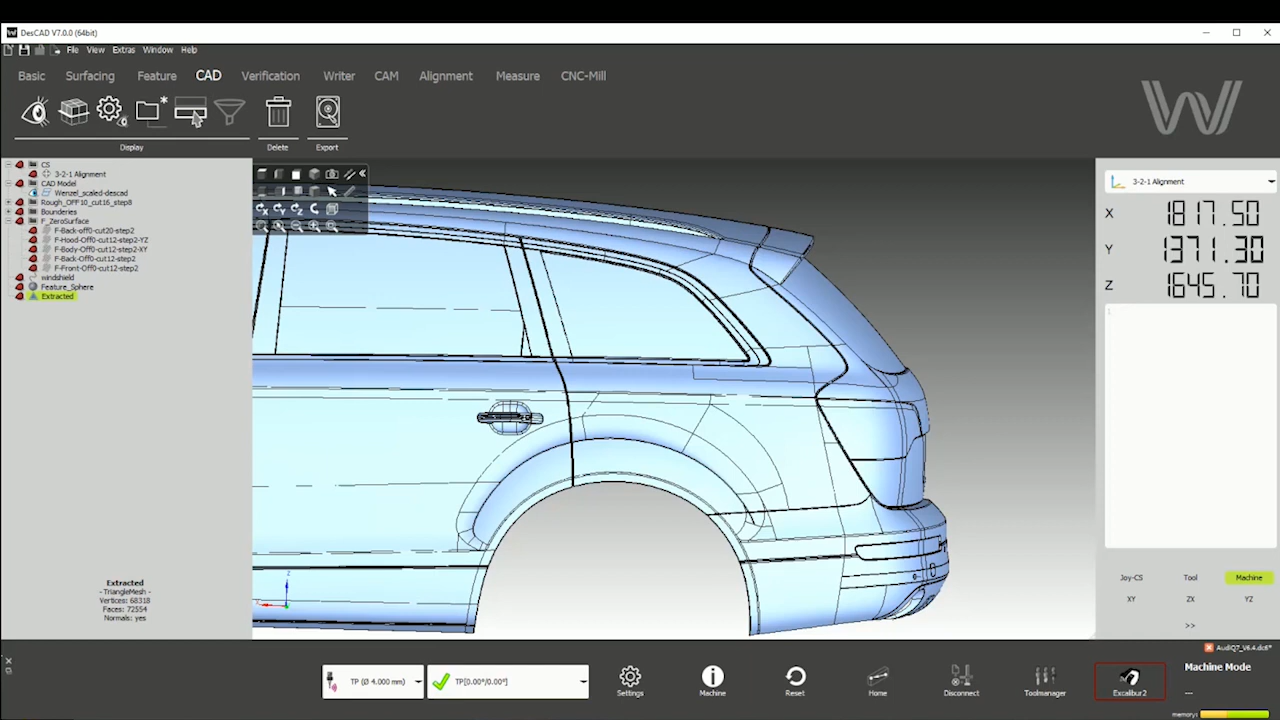 DesCAD V7.0.0 (64bit)
File View Extras Window Help
Basic Surfacing Feature CAD Verification Writer CAM Alignment Measure CNC-Mill
Display Delete Export
CS
3-2-1 Alignment
CAD Model
Wenzel_scaled-descad
Rough_OFF10_cut16_step8
Bounderies
F_ZeroSurface
F-Back-off0-cut20-step2
F-Hood-Off0-cut12-step2-YZ
F-Body-Off0-cut12-step2-XY
F-Back-Off0-cut12-step2
F-Front-Off0-cut12-step2
windshield
Feature_Sphere
Extracted
3-2-1 Alignment
X 1817.50
Y 1371.30
Z 1645.70
1
Extracted
- TriangleMesh -
Vertices: 68318
Faces: 72554
Normals: yes
Z
Joy-CS Tool Machine
XY ZX YZ
>>
AudiQ7_V6.4.dc6*
TP (Ø 4.000 mm) TP[0.00°/0.00°]
Settings Machine Reset Home Disconnect Toolmanager Excalibur2
Machine Mode
---
memorys